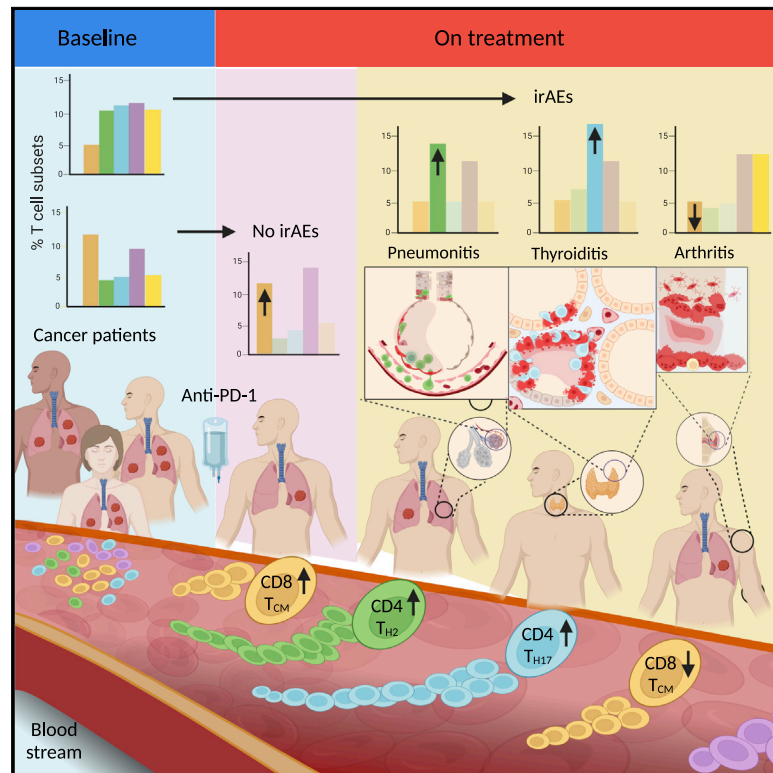 Baseline
On treatment
15
10
5
0
irAEs
15
10
5
0
15
10
5
0
15
10
5
0
% T cell subsets
15
10
5
0
No irAEs
Pneumonitis
Thyroiditis
Arthritis
15
10
5
0
Cancer patients
Anti-PD-1
CD8
TCM
CD4
TH2
CD4
TH17
CD8
TCM
Blood
stream